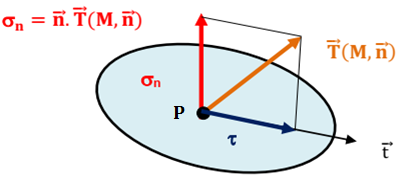 σₙ = n⃗. T⃗(M, n⃗)
T⃗(M, n⃗)
σₙ
P
τ
t⃗